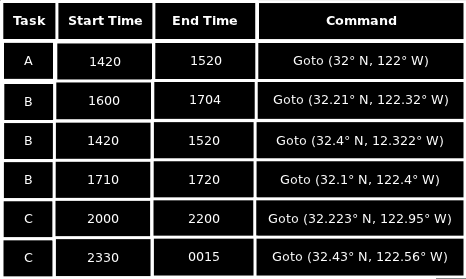 Task Start Time End Time Command
A 1420 1520 Goto (32° N, 122° W)
B 1600 1704 Goto (32.21° N, 122.32° W)
B 1420 1520 Goto (32.4° N, 12.322° W)
B 1710 1720 Goto (32.1° N, 122.4° W)
C 2000 2200 Goto (32.223° N, 122.95° W)
C 2330 0015 Goto (32.43° N, 122.56° W)